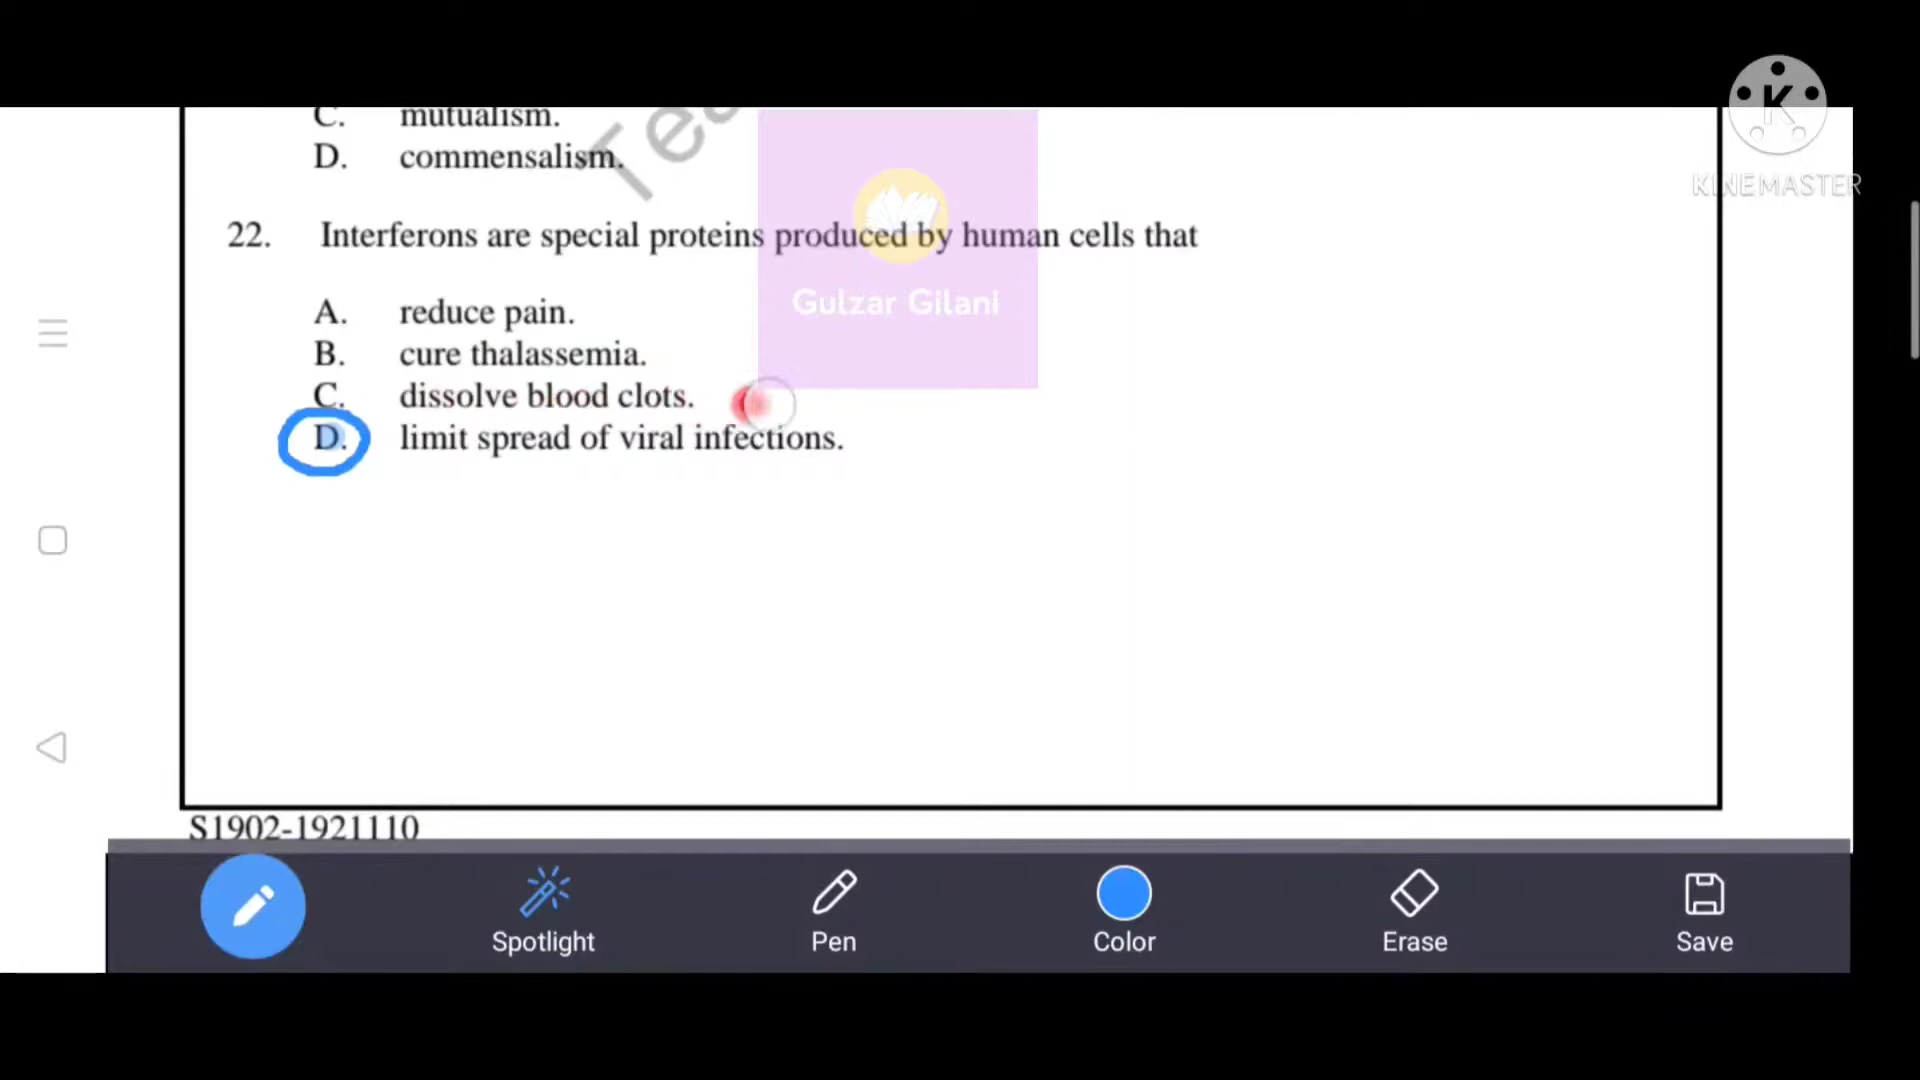 C. mutualism.
D. commensalism.
22. Interferons are special proteins produced by human cells that
A. reduce pain.
B. cure thalassemia.
C. dissolve blood clots.
D. limit spread of viral infections.
Gulzar Gilani
K
KINEMASTER
S1902-1921110
Spotlight
Pen
Color
Erase
Save